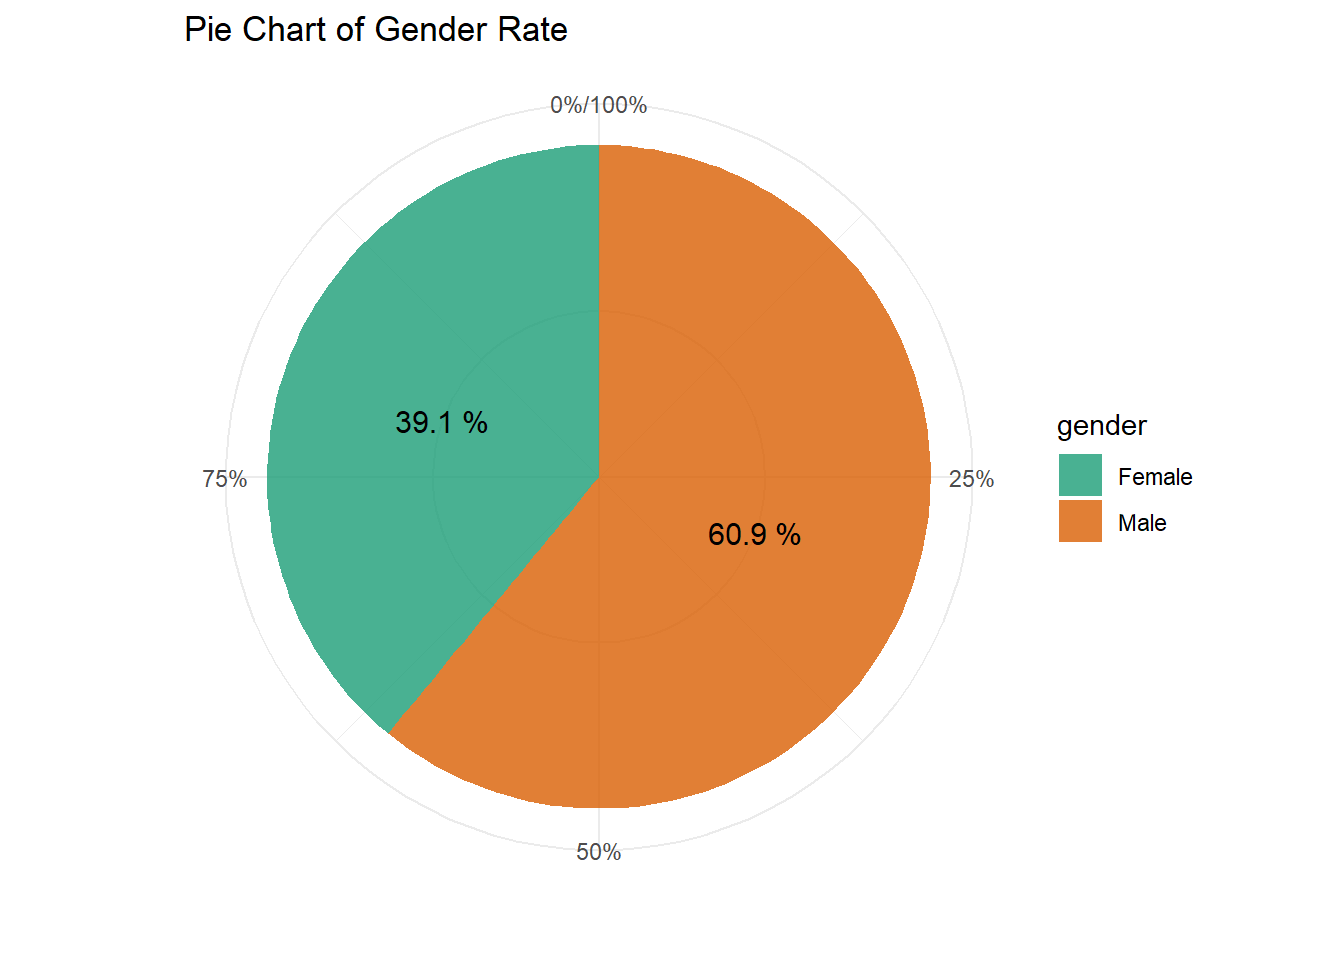 Pie Chart of Gender Rate
0%/100%
39.1 %
75%
25%
60.9 %
50%
gender
Female
Male